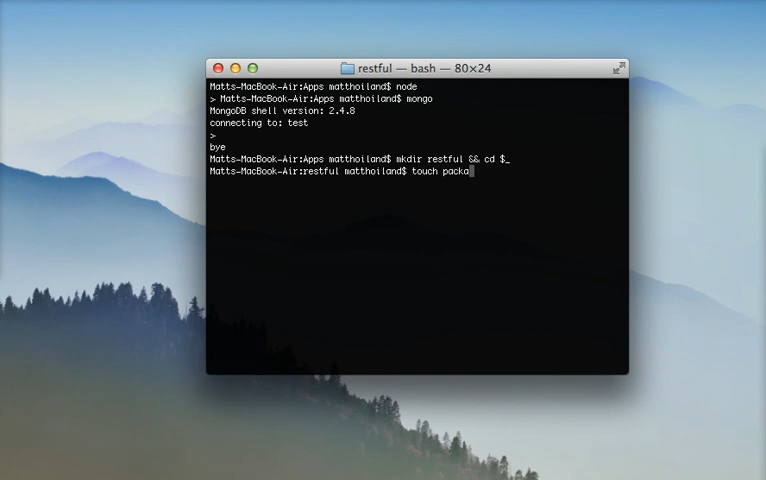 restful — bash — 80×24
Matts-MacBook-Air:Apps matthoiland$ node
> Matts-MacBook-Air:Apps matthoiland$ mongo
MongoDB shell version: 2.4.8
connecting to: test
>
bye
Matts-MacBook-Air:Apps matthoiland$ mkdir restful && cd $_
Matts-MacBook-Air:restful matthoiland$ touch packa